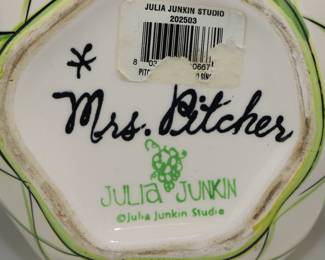 JULIA JUNKIN STUDIO
202503
Mrs. Pitcher
JULIA JUNKIN
©Julia Junkin Studio